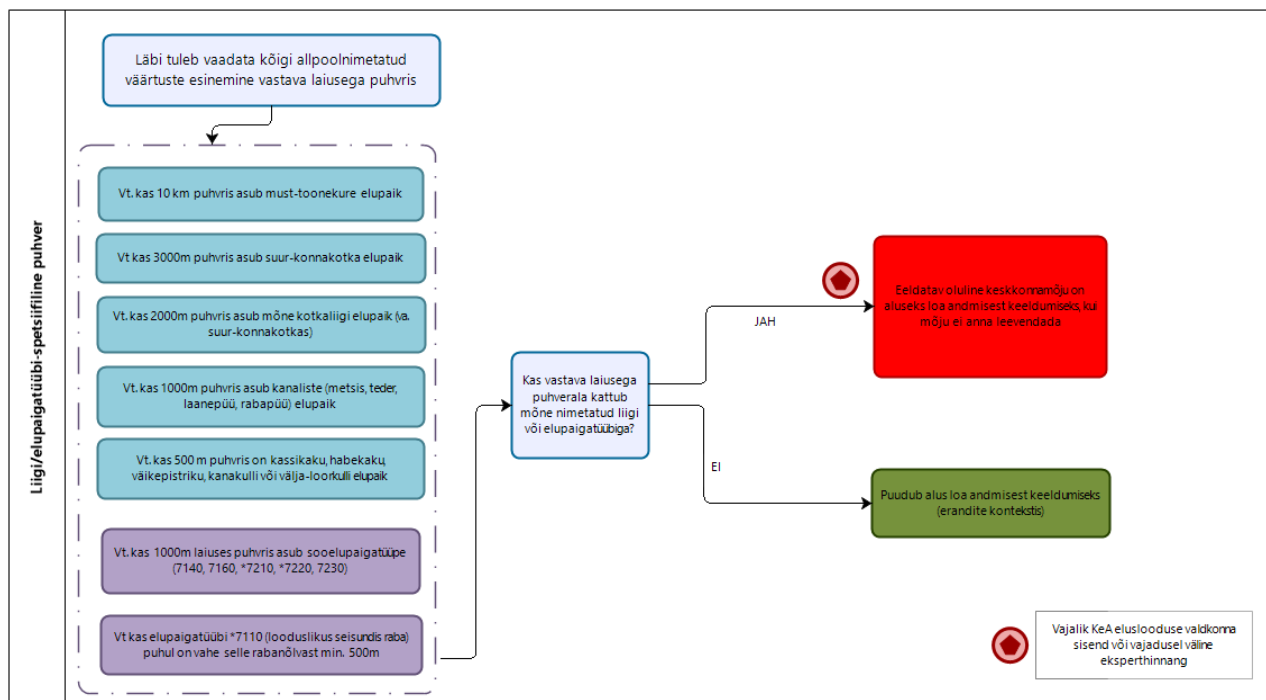 Liigi/elupaigatüübi-spetsiifiline puhver
Läbi tuleb vaadata kõigi allpoolnimetatud
väärtuste esinemine vastava laiusega puhvris
Vt. kas 10 km puhvris asub must-toonekure elupaik
Vt kas 3000m puhvris asub suur-konnakotka elupaik
Vt. kas 2000m puhvris asub mõne kotkaliigi elupaik (va.
suur-konnakotkas)
Vt. kas 1000m puhvris asub kanaliste (metsis, teder,
laanepüü, rabapüü) elupaik
Vt. kas 500 m puhvris on kassikaku, habekaku,
väikepistriku, kanakulli või välja-loorkulli elupaik
Vt. kas 1000m laiuses puhvris asub sooelupaigatüüpe
(7140, 7160, *7210, *7220, 7230)
Vt kas elupaigatüübi *7110 (looduslikus seisundis raba)
puhul on vahe selle rabanõlvast min. 500m
Kas vastava laiusega
puhverala kattub
mõne nimetatud liigi
või elupaigatüübiga?
JAH
EI
Eeldatav oluline keskkonnamõju on
aluseks loa andmisest keeldumiseks, kui
mõju ei anna leevendada
Puudub alus loa andmisest keeldumiseks
(erandite kontekstis)
Vajalik KeA eluslooduse valdkonna
sisend või vajadusel väline
eksperthinnang